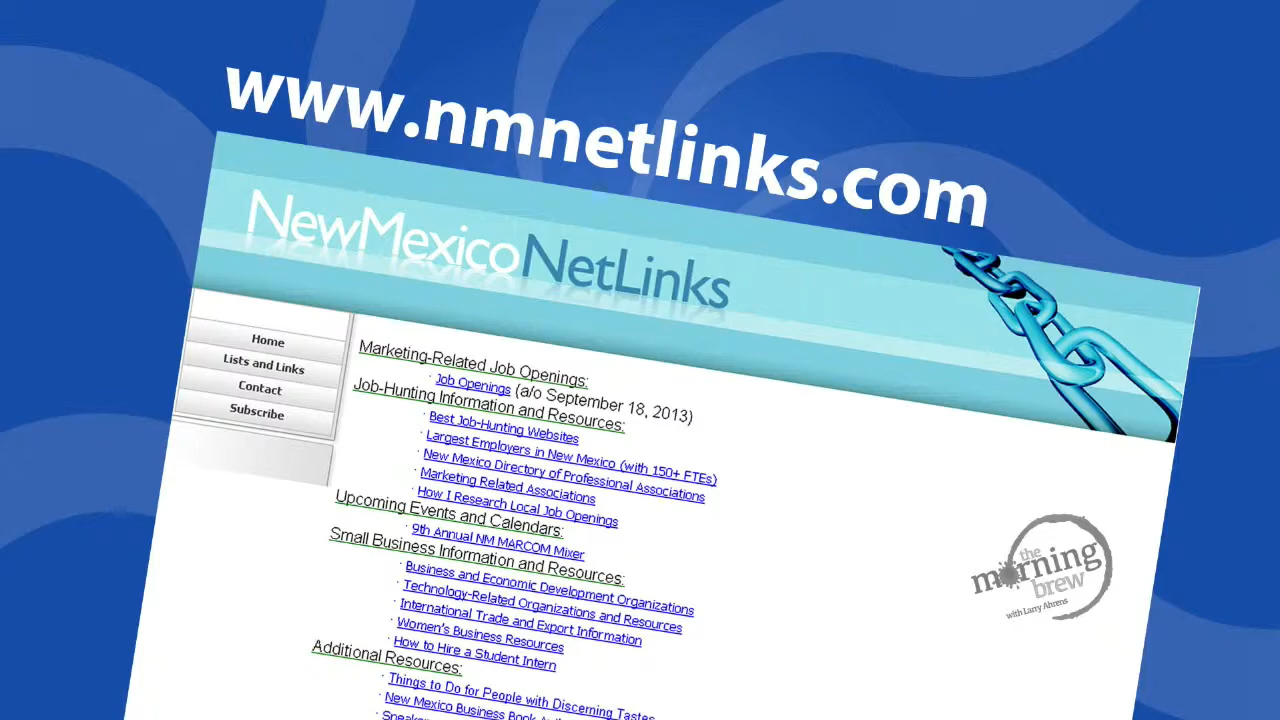 www.nmnetlinks.com
NewMexicoNetLinks
Home
Lists and Links
Contact
Subscribe
Marketing-Related Job Openings:
· Job Openings (a/o September 18, 2013)
Job-Hunting Information and Resources:
· Best Job-Hunting Websites
· Largest Employers in New Mexico (with 150+ FTEs)
· New Mexico Directory of Professional Associations
· Marketing Related Associations
· How I Research Local Job Openings
Upcoming Events and Calendars:
· 9th Annual NM MARCOM Mixer
Small Business Information and Resources:
· Business and Economic Development Organizations
· Technology-Related Organizations and Resources
· International Trade and Export Information
· Women's Business Resources
· How to Hire a Student Intern
Additional Resources:
· Things to Do for People with Discerning Tastes
· New Mexico Business Book
the
morning
brew
with Larry Ahrens